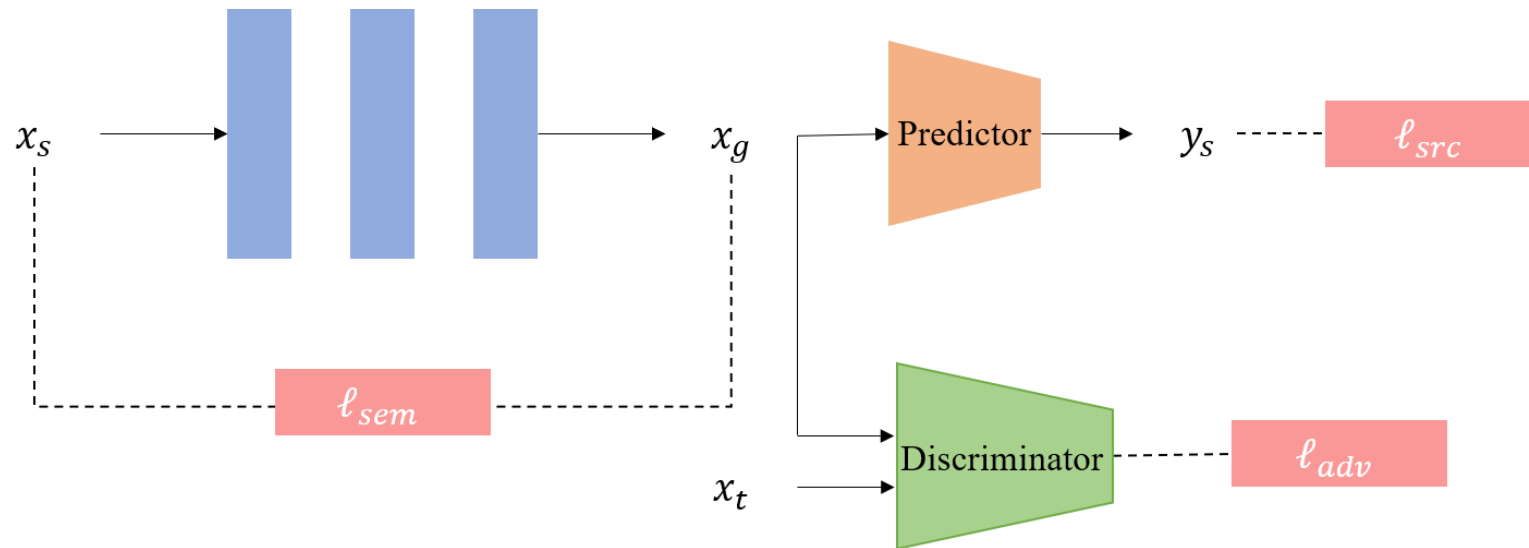 x_s
x_g
Predictor
y_s
ℓ_src
ℓ_sem
Discriminator
ℓ_adv
x_t